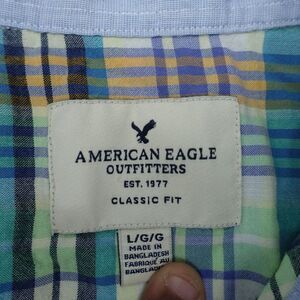 AMERICAN EAGLE
OUTFITTERS
EST. 1977
CLASSIC FIT
L/G/G
MADE IN
BANGLADESH
FABRIQUÉ AU
BANGLADESH